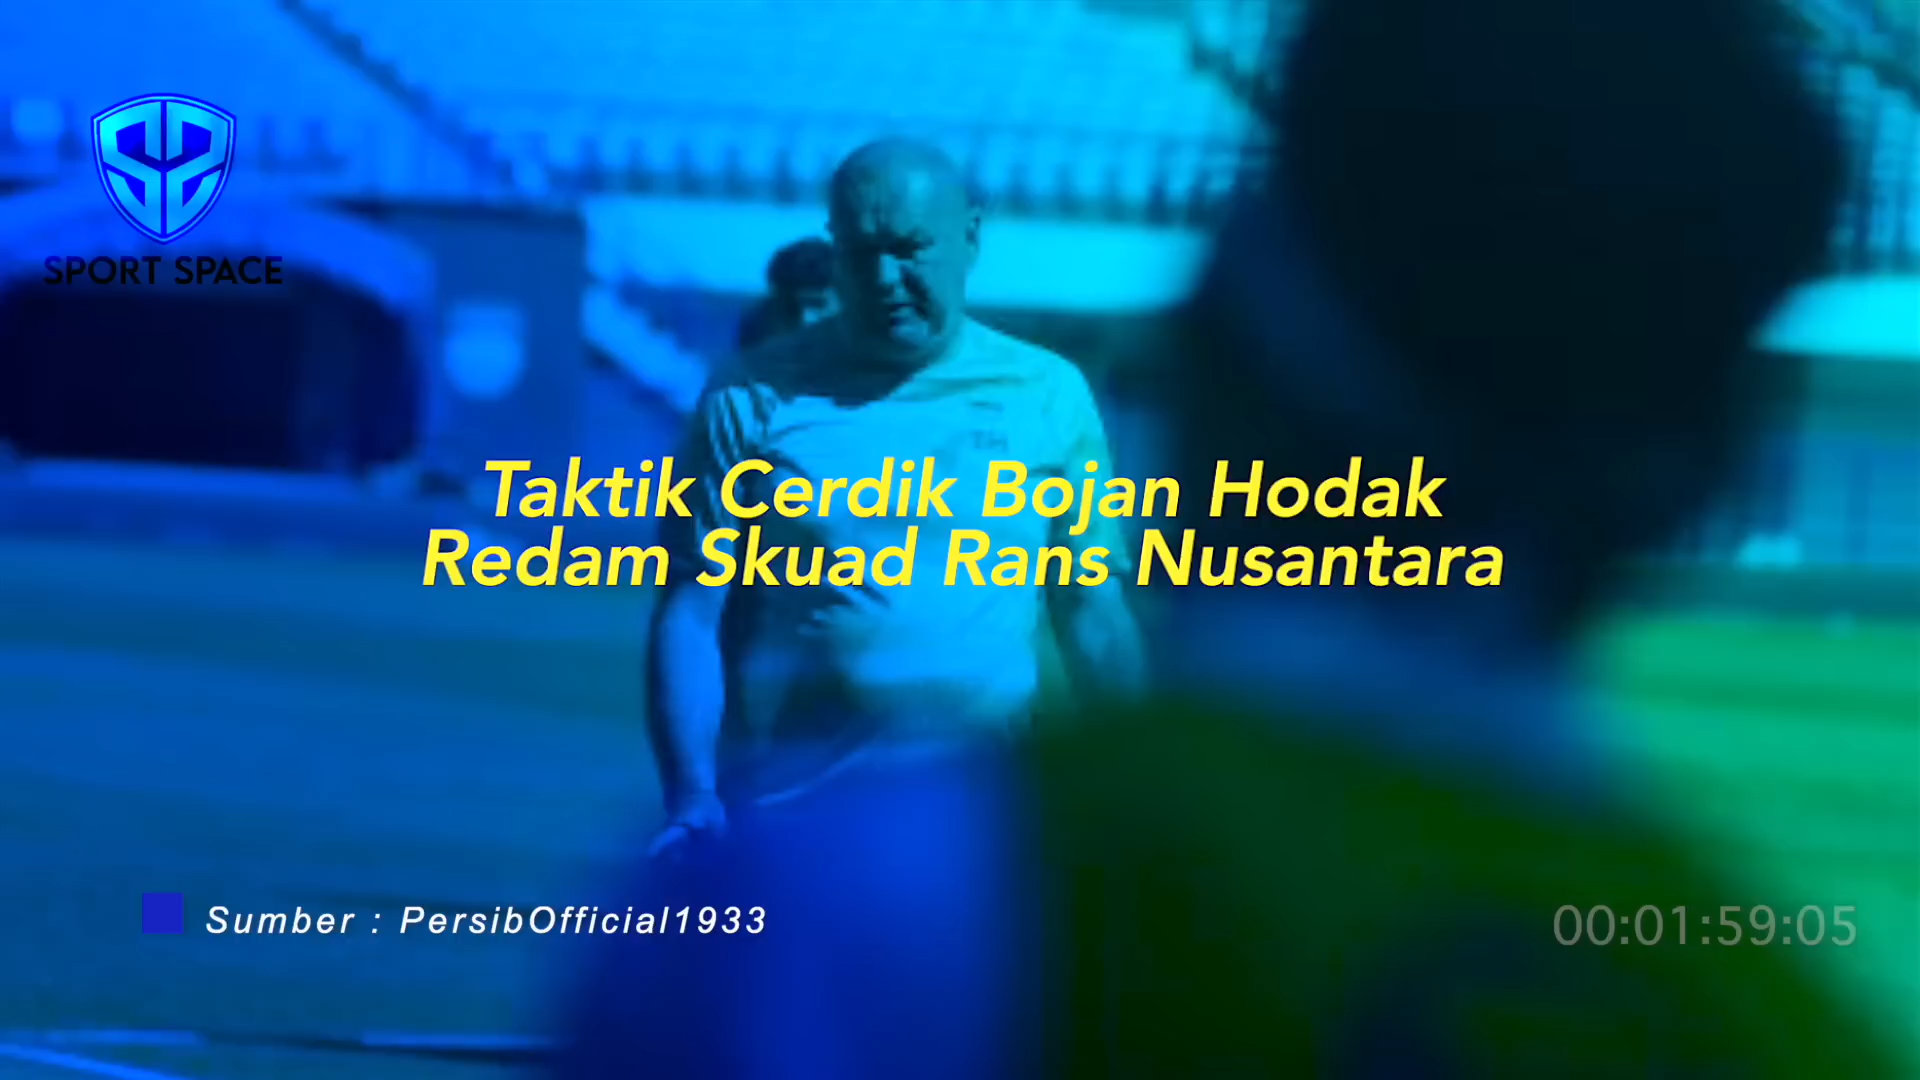 SPORT SPACE
Taktik Cerdik Bojan Hodak
Redam Skuad Rans Nusantara
Sumber : PersibOfficial1933
00:01:59:05